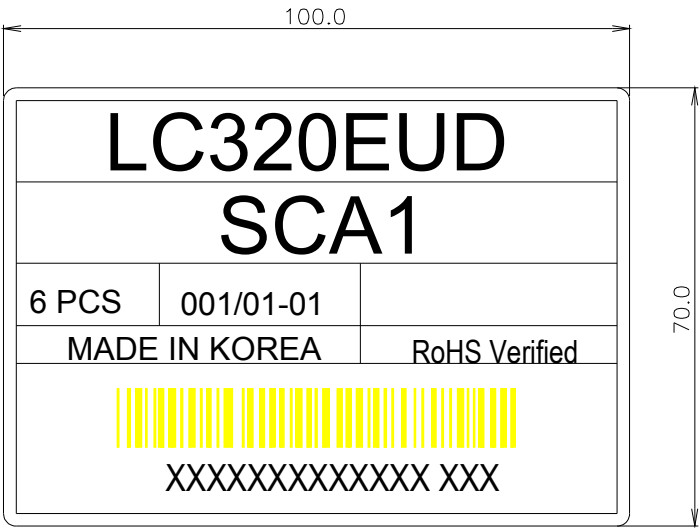 100.0
LC320EUD
SCA1
6 PCS 001/01-01
MADE IN KOREA RoHS Verified
70.0
XXXXXXXXXXXXX XXX